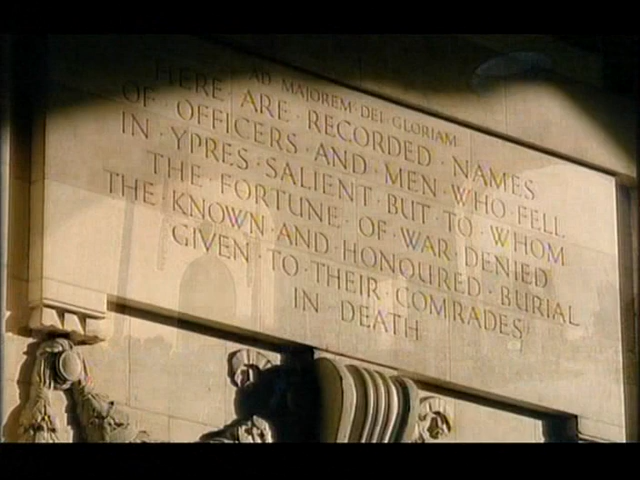 AD MAJOREM DEI GLORIAM
HERE · ARE · RECORDED · NAMES
OF · OFFICERS · AND · MEN · WHO · FELL
IN · YPRES · SALIENT · BUT · TO · WHOM
THE · FORTUNE · OF · WAR · DENIED
THE · KNOWN · AND · HONOURED · BURIAL
GIVEN · TO · THEIR · COMRADES
IN · DEATH